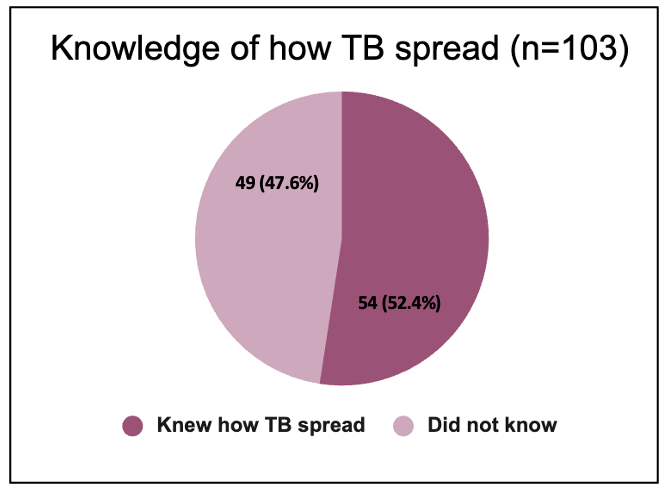 Knowledge of how TB spread (n=103)
49 (47.6%)
54 (52.4%)
Knew how TB spread
Did not know